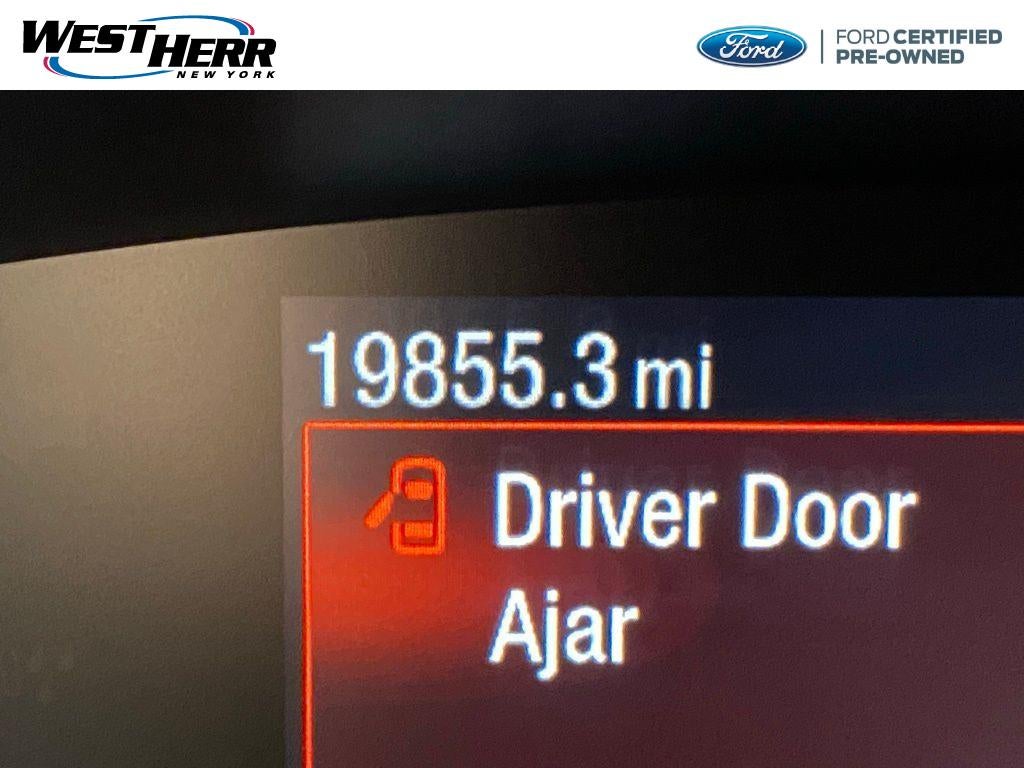 WEST HERR
NEW YORK
Ford
FORD CERTIFIED
PRE-OWNED
19855.3 mi
Driver Door
Ajar